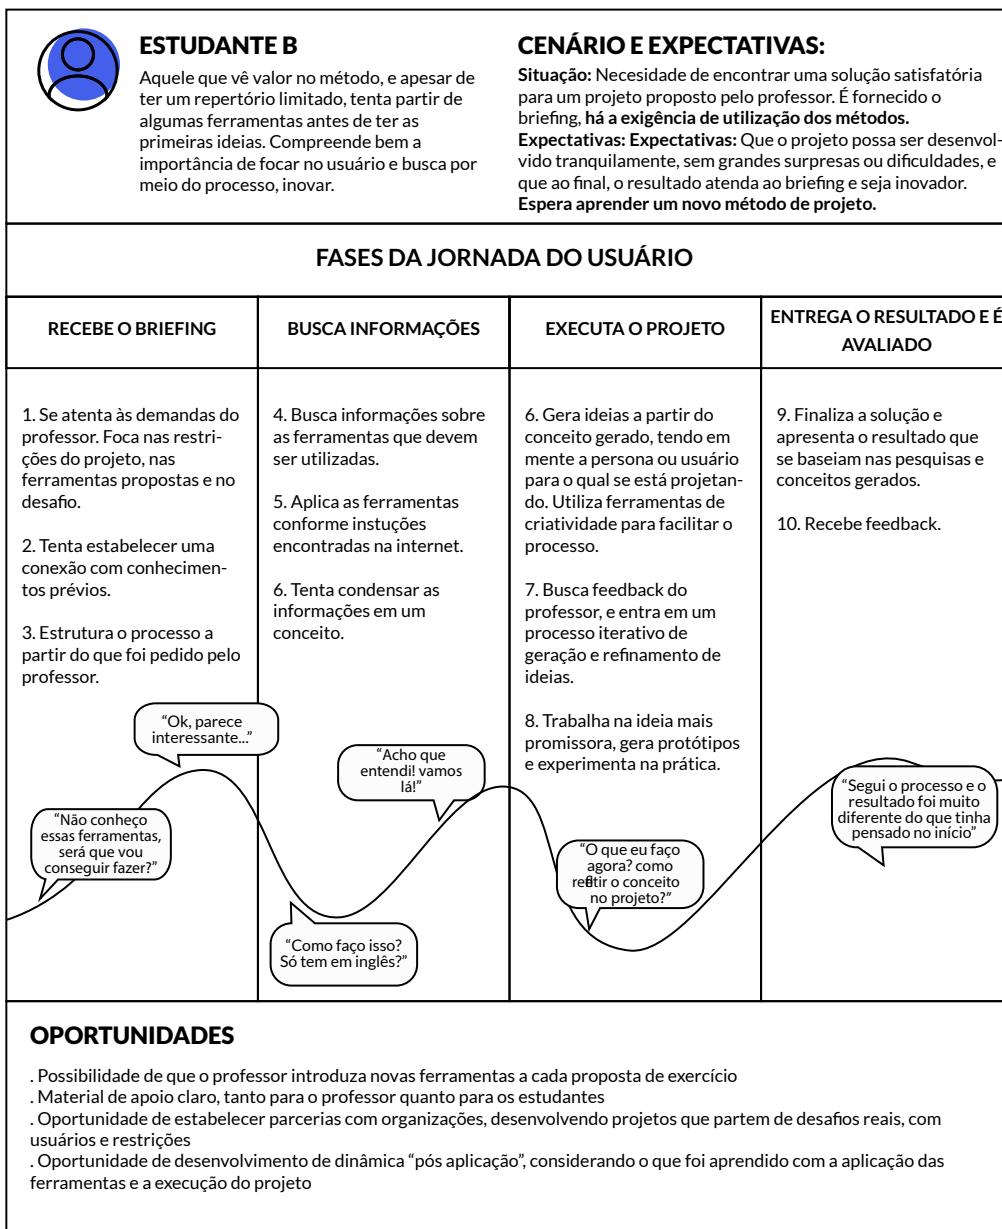 ESTUDANTE B
Aquele que vê valor no método, e apesar de
ter um repertório limitado, tenta partir de
algumas ferramentas antes de ter as
primeiras ideias. Compreende bem a
importância de focar no usuário e busca por
meio do processo, inovar.
CENÁRIO E EXPECTATIVAS:
Situação: Necessidade de encontrar uma solução satisfatória
para um projeto proposto pelo professor. É fornecido o
briefing, há a exigência de utilização dos métodos.
Expectativas: Expectativas: Que o projeto possa ser desenvol-
vido tranquilamente, sem grandes surpresas ou dificuldades, e
que ao final, o resultado atenda ao briefing e seja inovador.
Espera aprender um novo método de projeto.
FASES DA JORNADA DO USUÁRIO
RECEBE O BRIEFING
BUSCA INFORMAÇÕES
EXECUTA O PROJETO
ENTREGA O RESULTADO E É
AVALIADO
1. Se atenta às demandas do
professor. Foca nas restri-
ções do projeto, nas
ferramentas propostas e no
desafio.
2. Tenta estabelecer uma
conexão com conhecimen-
tos prévios.
3. Estrutura o processo a
partir do que foi pedido pelo
professor.
4. Busca informações sobre
as ferramentas que devem
ser utilizadas.
5. Aplica as ferramentas
conforme instuções
encontradas na internet.
6. Tenta condensar as
informações em um
conceito.
6. Gera ideias a partir do
conceito gerado, tendo em
mente a persona ou usuário
para o qual se está projetan-
do. Utiliza ferramentas de
criatividade para facilitar o
processo.
7. Busca feedback do
professor, e entra em um
processo iterativo de
geração e refinamento de
ideias.
8. Trabalha na ideia mais
promissora, gera protótipos
e experimenta na prática.
9. Finaliza a solução e
apresenta o resultado que
se baseiam nas pesquisas e
conceitos gerados.
10. Recebe feedback.
“Não conheço
essas ferramentas,
será que vou
conseguir fazer?”
“Ok, parece
interessante...”
“Como faço isso?
Só tem em inglês?”
“Acho que
entendi! vamos
lá!”
“O que eu faço
agora? como
refltir o conceito
no projeto?”
“Segui o processo e o
resultado foi muito
diferente do que tinha
pensado no início”
OPORTUNIDADES
. Possibilidade de que o professor introduza novas ferramentas a cada proposta de exercício
. Material de apoio claro, tanto para o professor quanto para os estudantes
. Oportunidade de estabelecer parcerias com organizações, desenvolvendo projetos que partem de desafios reais, com
usuários e restrições
. Oportunidade de desenvolvimento de dinâmica “pós aplicação”, considerando o que foi aprendido com a aplicação das
ferramentas e a execução do projeto